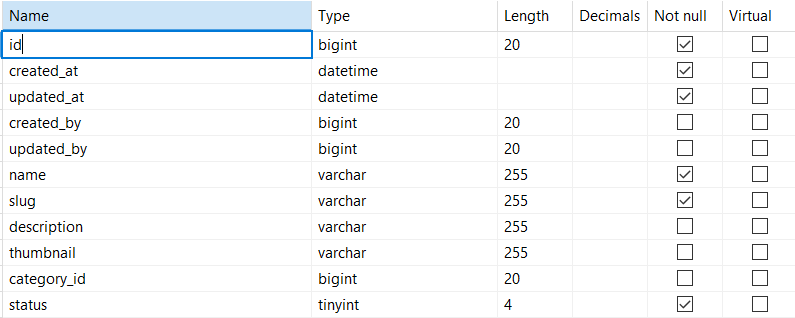 Name Type Length Decimals Not null Virtual
id bigint 20
created_at datetime
updated_at datetime
created_by bigint 20
updated_by bigint 20
name varchar 255
slug varchar 255
description varchar 255
thumbnail varchar 255
category_id bigint 20
status tinyint 4